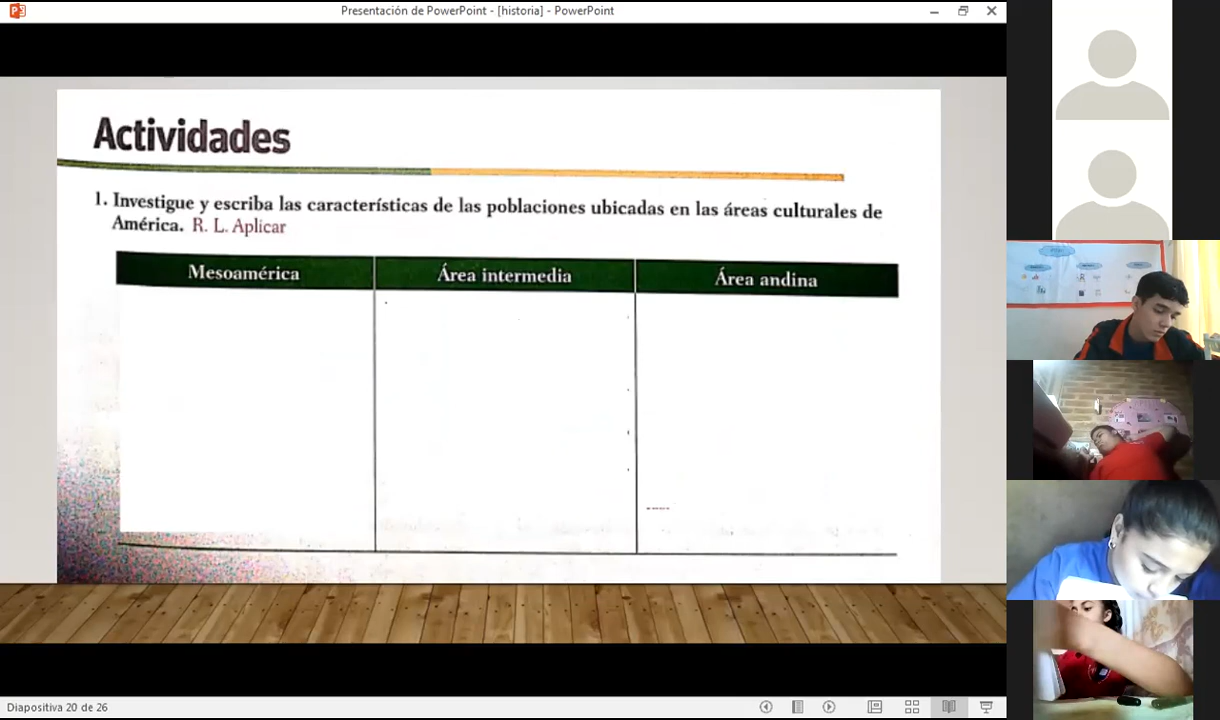 Presentación de PowerPoint - [historia] - PowerPoint
Actividades
1. Investigue y escriba las características de las poblaciones ubicadas en las áreas culturales de
América. R. L. Aplicar
Mesoamérica
Área intermedia
Área andina
Diapositiva 20 de 26